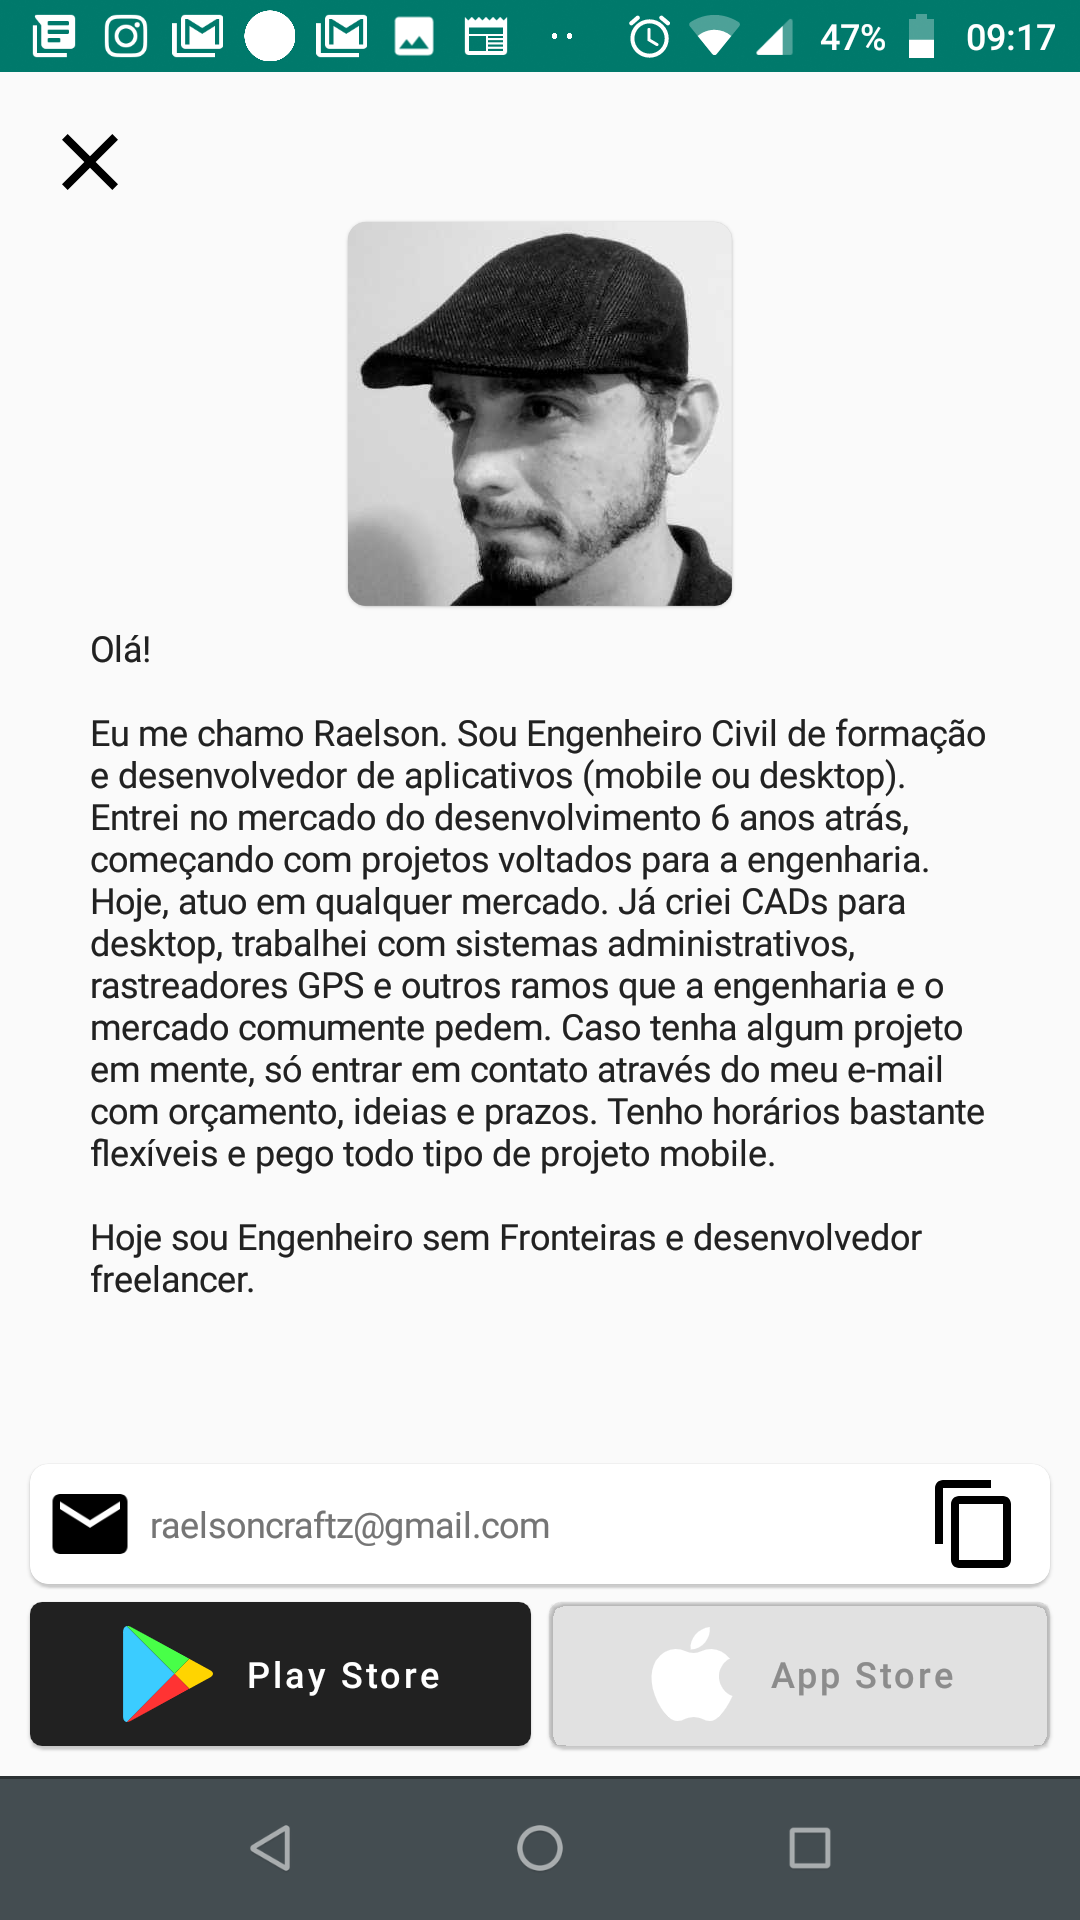 47% 09:17
Olá!
Eu me chamo Raelson. Sou Engenheiro Civil de formação
e desenvolvedor de aplicativos (mobile ou desktop).
Entrei no mercado do desenvolvimento 6 anos atrás,
começando com projetos voltados para a engenharia.
Hoje, atuo em qualquer mercado. Já criei CADs para
desktop, trabalhei com sistemas administrativos,
rastreadores GPS e outros ramos que a engenharia e o
mercado comumente pedem. Caso tenha algum projeto
em mente, só entrar em contato através do meu e-mail
com orçamento, ideias e prazos. Tenho horários bastante
flexíveis e pego todo tipo de projeto mobile.
Hoje sou Engenheiro sem Fronteiras e desenvolvedor
freelancer.
raelsoncraftz@gmail.com
Play Store
App Store